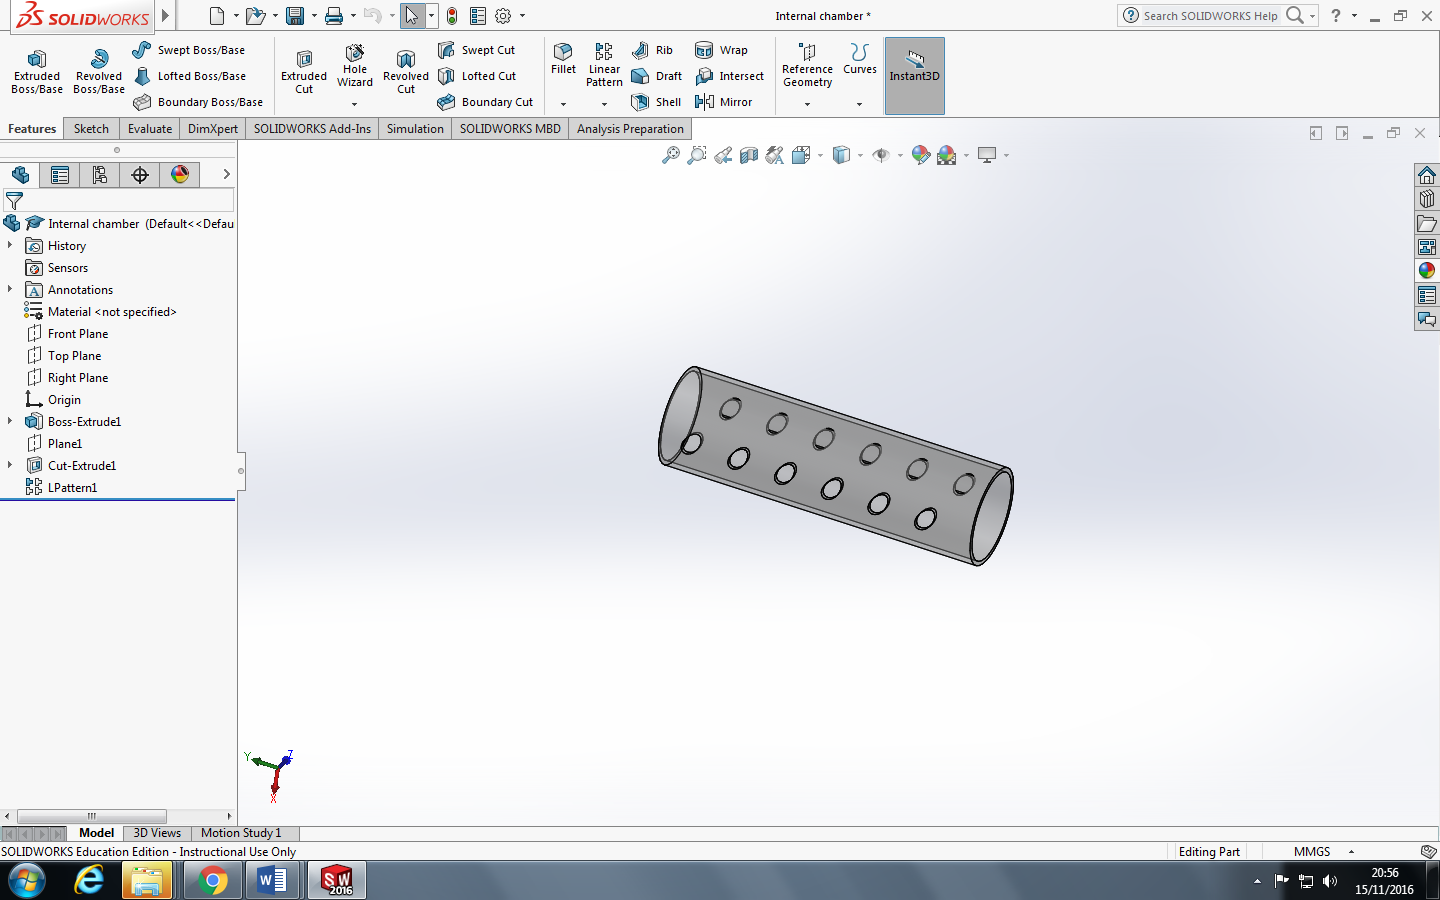 SOLIDWORKS
Internal chamber *
Search SOLIDWORKS Help
?
Extruded Boss/Base
Revolved Boss/Base
Swept Boss/Base
Lofted Boss/Base
Boundary Boss/Base
Extruded Cut
Hole Wizard
Revolved Cut
Swept Cut
Lofted Cut
Boundary Cut
Fillet
Linear Pattern
Rib
Draft
Shell
Wrap
Intersect
Mirror
Reference Geometry
Curves
Instant3D
Features Sketch Evaluate DimXpert SOLIDWORKS Add-Ins Simulation SOLIDWORKS MBD Analysis Preparation
Internal chamber (Default<<Defau
History
Sensors
Annotations
Material <not specified>
Front Plane
Top Plane
Right Plane
Origin
Boss-Extrude1
Plane1
Cut-Extrude1
LPattern1
Y
Z
X
Model 3D Views Motion Study 1
SOLIDWORKS Education Edition - Instructional Use Only
Editing Part
MMGS
W
SW
2016
20:56
15/11/2016